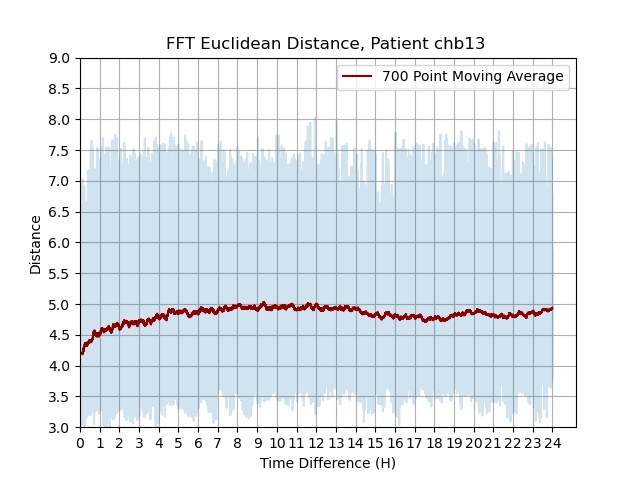 FFT Euclidean Distance, Patient chb13
700 Point Moving Average
9.0
8.5
8.0
7.5
7.0
6.5
6.0
5.5
5.0
4.5
4.0
3.5
3.0
Distance
0 1 2 3 4 5 6 7 8 9 10 11 12 13 14 15 16 17 18 19 20 21 22 23 24
Time Difference (H)